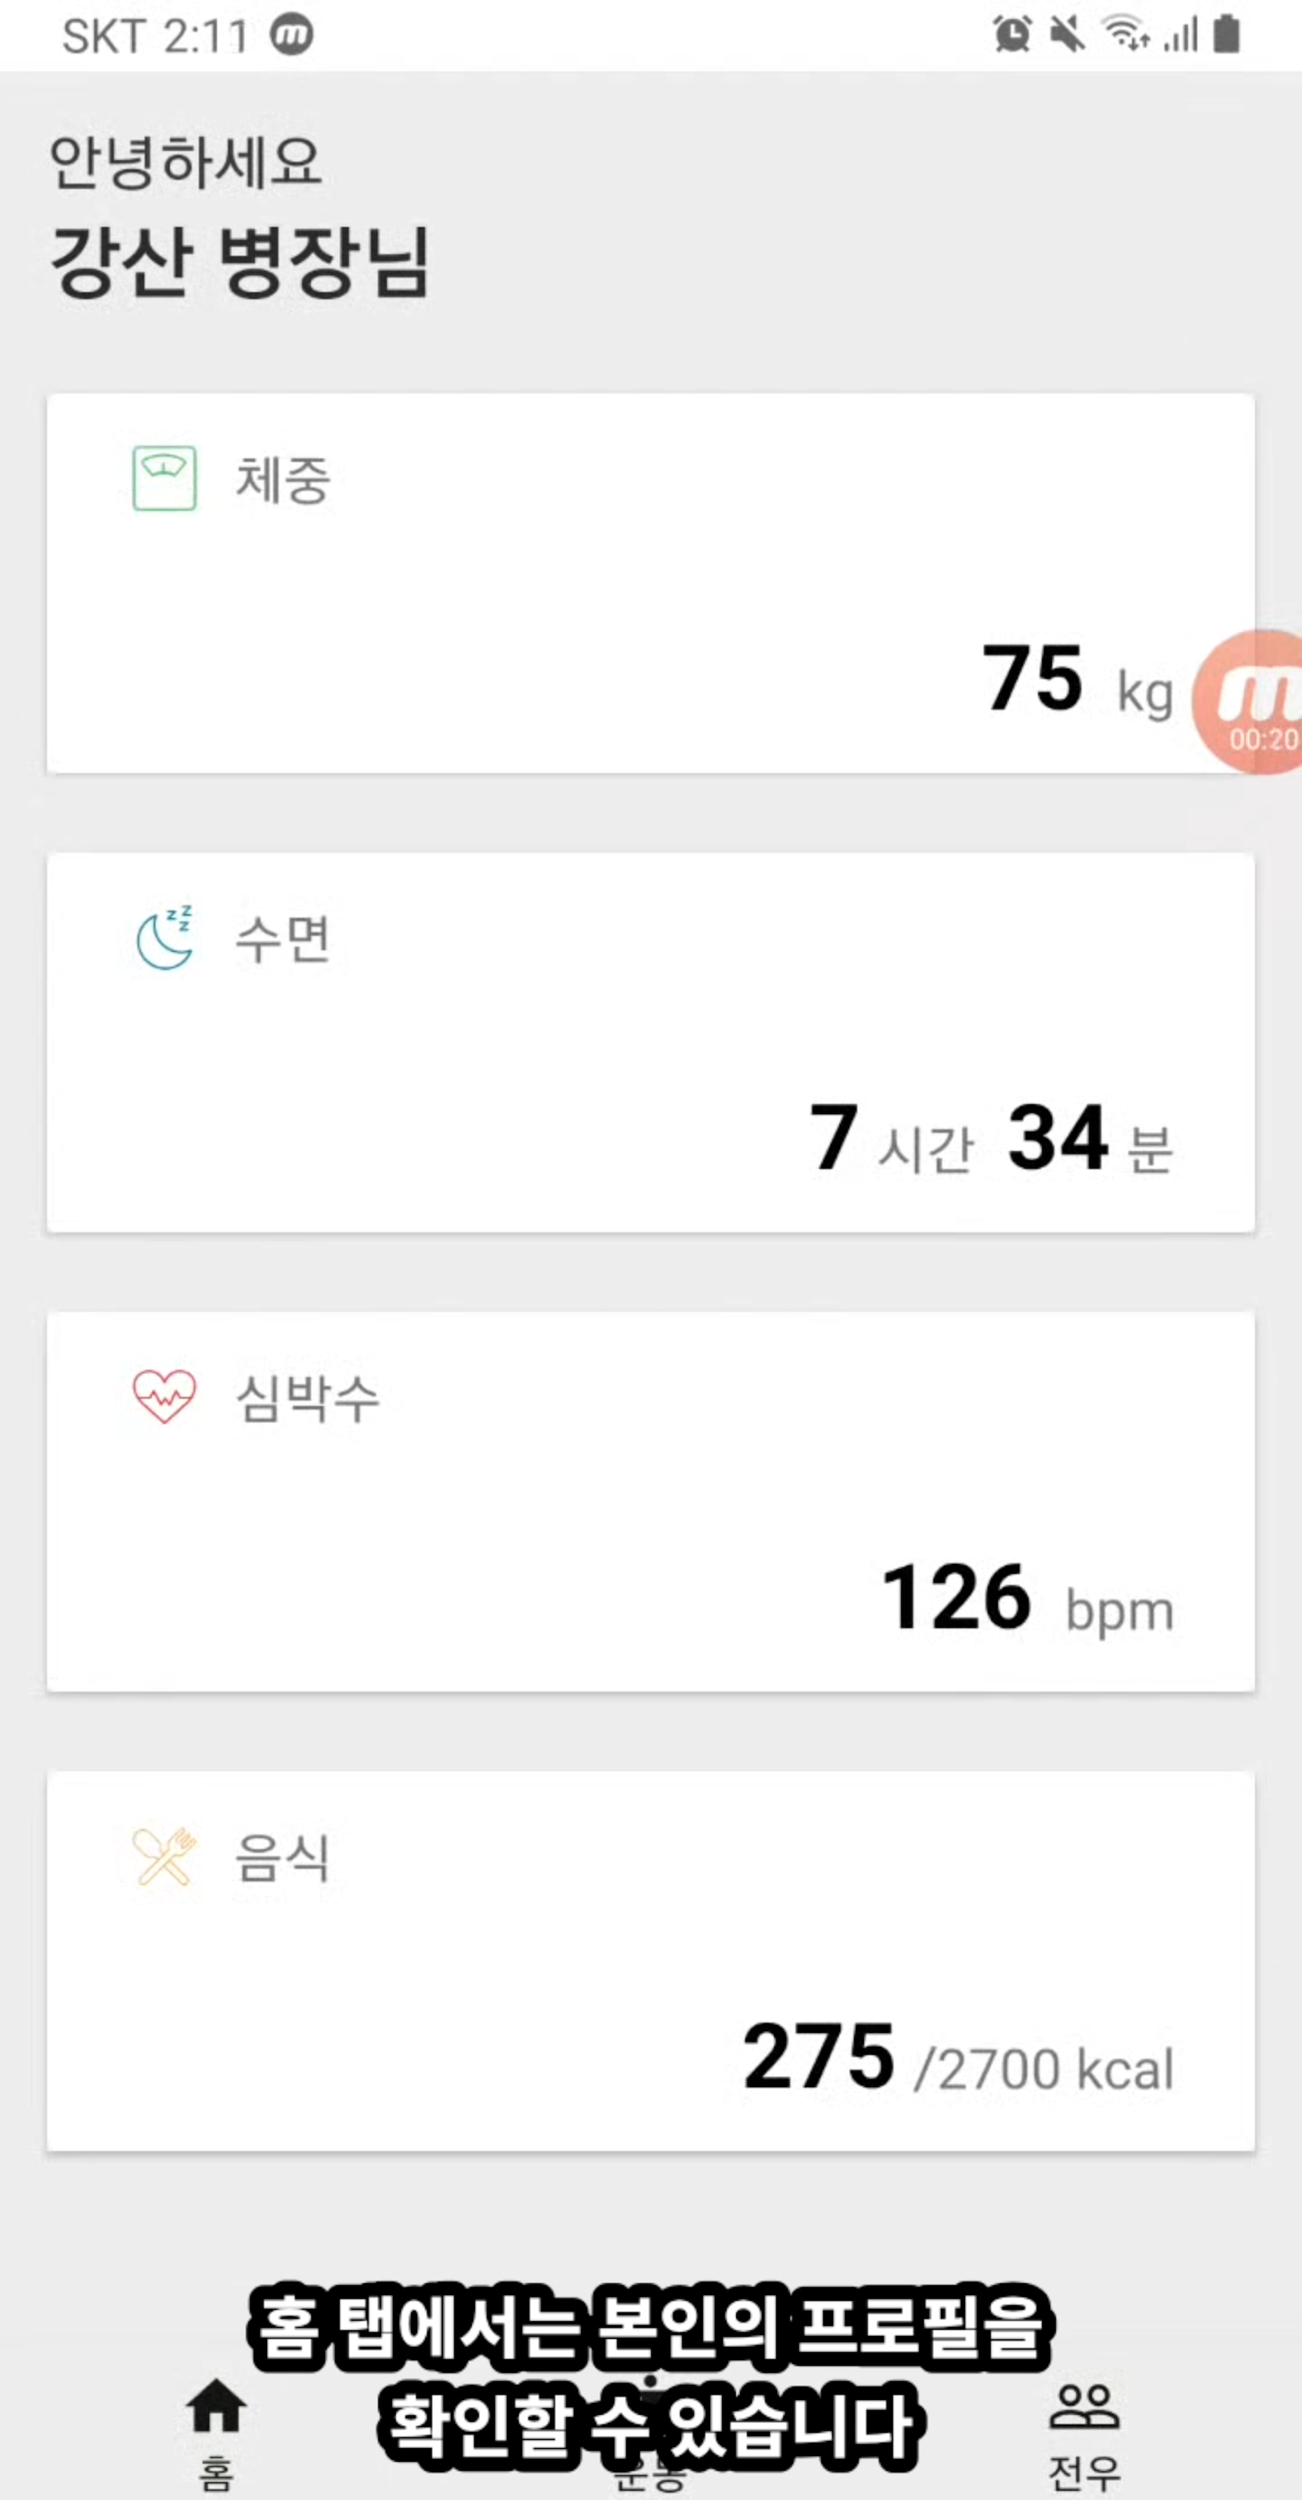 SKT 2:11 m
안녕하세요
강산 병장님
체중
75 kg
m
00:20
수면
zzz
7 시간 34 분
심박수
126 bpm
음식
275 /2700 kcal
홈 탭에서는 본인의 프로필을
확인할 수 있습니다
홈
운동
전우